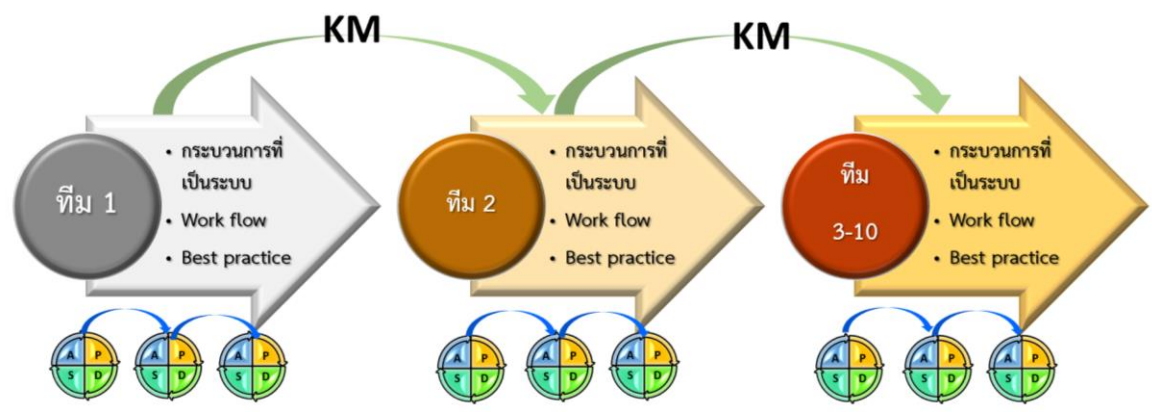 KM
KM
ทีม 1
• กระบวนการที่
เป็นระบบ
• Work flow
• Best practice
ทีม 2
• กระบวนการที่
เป็นระบบ
• Work flow
• Best practice
ทีม
3-10
• กระบวนการที่
เป็นระบบ
• Work flow
• Best practice
A P
S D
A P
S D
A P
S D
A P
S D
A P
S D
A P
S D
A P
S D
A P
S D
A P
S D